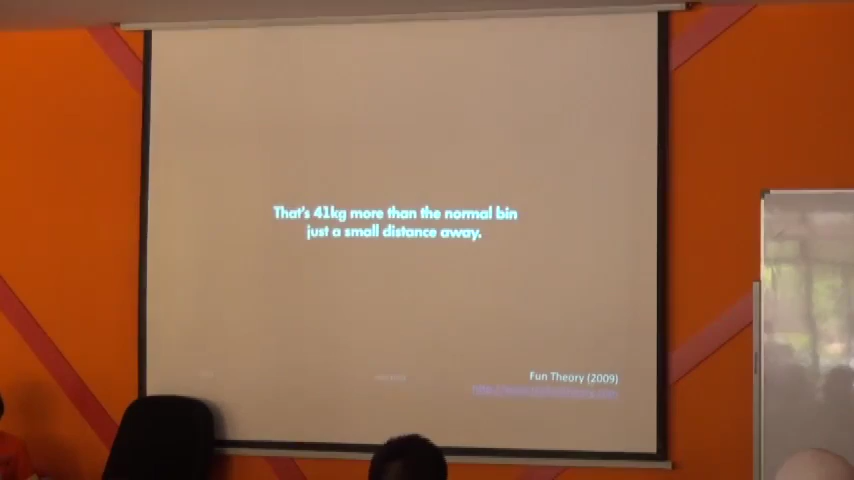 That's 41kg more than the normal bin
just a small distance away.
Fun Theory (2009)